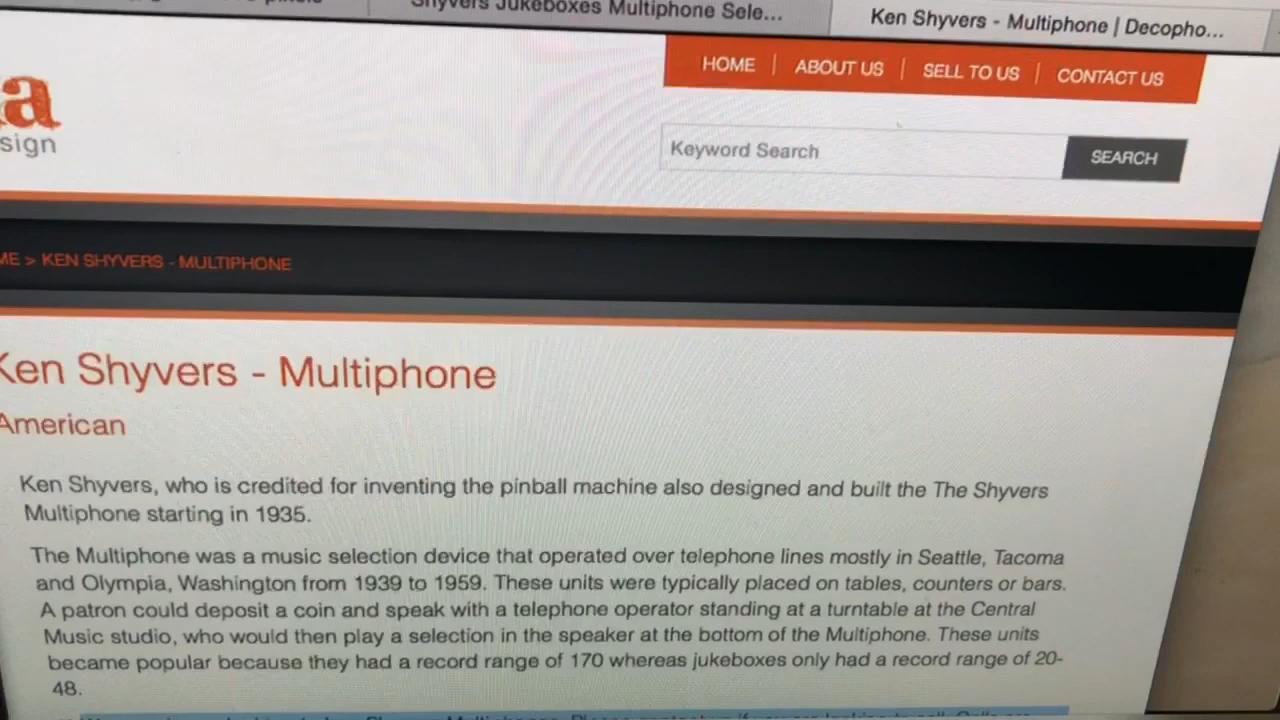 Shyvers Jukeboxes Multiphone Sele...
Ken Shyvers - Multiphone | Decopho...
HOME | ABOUT US | SELL TO US | CONTACT US
a
sign
Keyword Search
SEARCH
ME > KEN SHYVERS - MULTIPHONE
Ken Shyvers - Multiphone
American
Ken Shyvers, who is credited for inventing the pinball machine also designed and built the The Shyvers
Multiphone starting in 1935.
The Multiphone was a music selection device that operated over telephone lines mostly in Seattle, Tacoma
and Olympia, Washington from 1939 to 1959. These units were typically placed on tables, counters or bars.
A patron could deposit a coin and speak with a telephone operator standing at a turntable at the Central
Music studio, who would then play a selection in the speaker at the bottom of the Multiphone. These units
became popular because they had a record range of 170 whereas jukeboxes only had a record range of 20-
48.